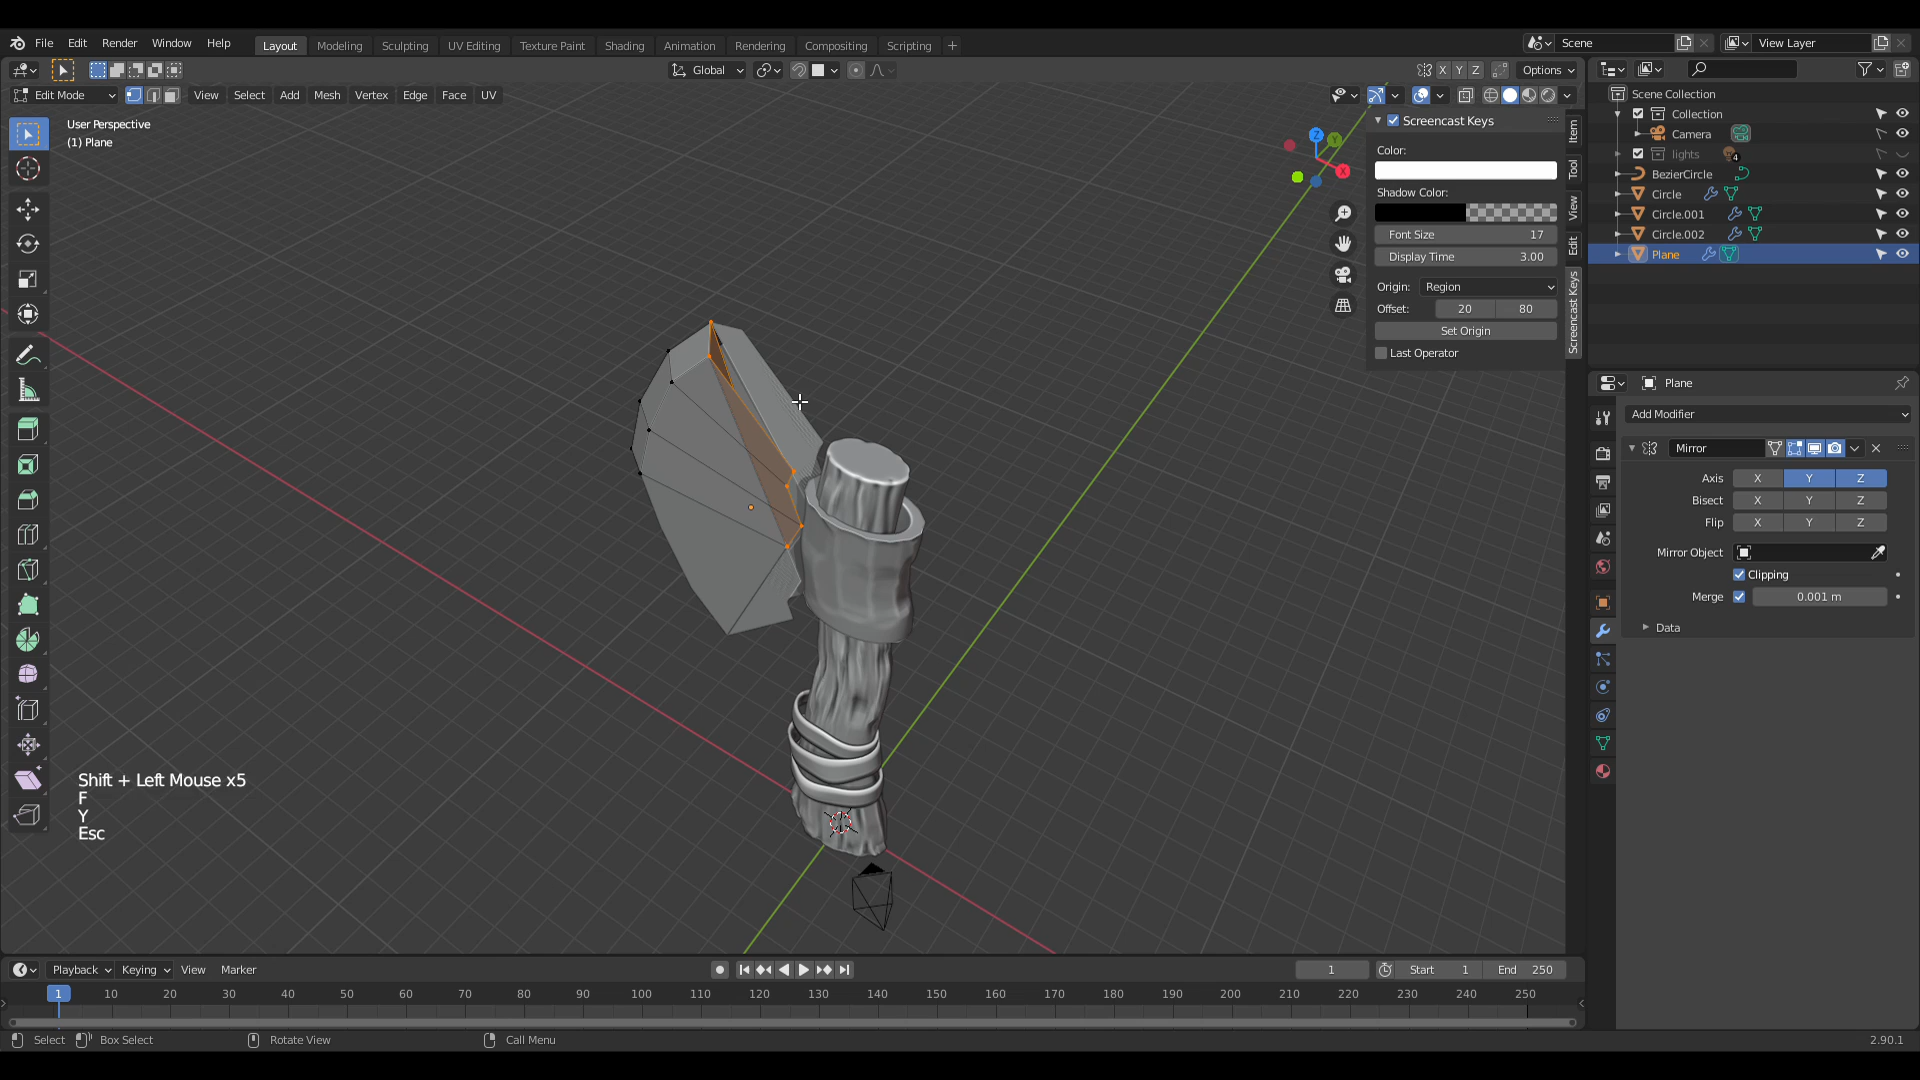 File Edit Render Window Help Layout Modeling Sculpting UV Editing Texture Paint Shading Animation Rendering Compositing Scripting + Scene View Layer
Global X Y Z Options
Edit Mode View Select Add Mesh Vertex Edge Face UV
User Perspective
(1) Plane
Z Y X
Screencast Keys
Color:
Shadow Color:
Font Size 17
Display Time 3.00
Origin: Region
Offset: 20 80
Set Origin
Last Operator
Item
Tool
View
Edit
Screencast Keys
Scene Collection
Collection
Camera
lights 4
BezierCircle
Circle
Circle.001
Circle.002
Plane
Plane
Add Modifier
Mirror
Axis X Y Z
Bisect X Y Z
Flip X Y Z
Mirror Object
Clipping
Merge 0.001 m
Data
Shift + Left Mouse x5
F
Y
Esc
Playback Keying View Marker 1 Start 1 End 250
1 10 20 30 40 50 60 70 80 90 100 110 120 130 140 150 160 170 180 190 200 210 220 230 240 250
Select Box Select Rotate View Call Menu 2.90.1